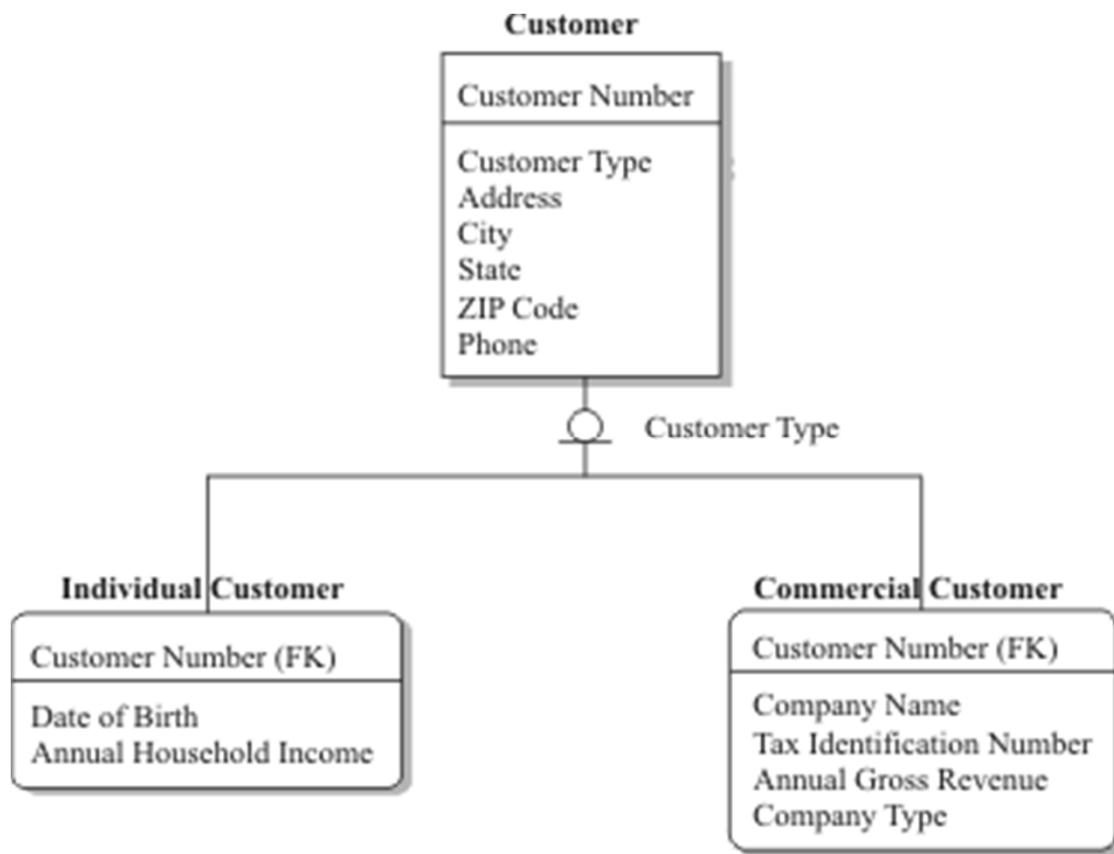 Customer
Customer Number
Customer Type
Address
City
State
ZIP Code
Phone
Customer Type
Individual Customer
Customer Number (FK)
Date of Birth
Annual Household Income
Commercial Customer
Customer Number (FK)
Company Name
Tax Identification Number
Annual Gross Revenue
Company Type